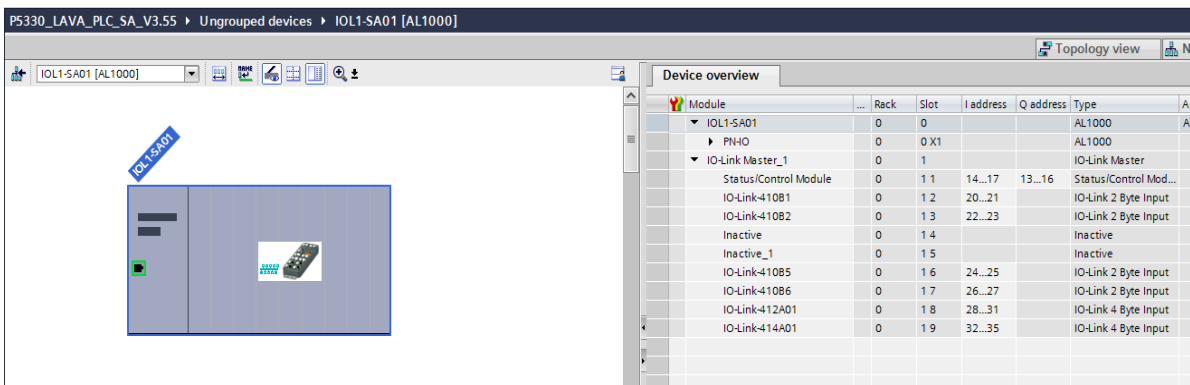 P5330_LAVA_PLC_SA_V3.55 ▸ Ungrouped devices ▸ IOL1-SA01 [AL1000]
Topology view N
IOL1-SA01 [AL1000]
Device overview
Module ... Rack Slot I address Q address Type A
IOL1-SA01 0 0 AL1000 A
PN-IO 0 0 X1 AL1000
IO-Link Master_1 0 1 IO-Link Master
Status/Control Module 0 1 1 14...17 13...16 Status/Control Mod...
IO-Link-410B1 0 1 2 20...21 IO-Link 2 Byte Input
IO-Link-410B2 0 1 3 22...23 IO-Link 2 Byte Input
Inactive 0 1 4 Inactive
Inactive_1 0 1 5 Inactive
IO-Link-410B5 0 1 6 24...25 IO-Link 2 Byte Input
IO-Link-410B6 0 1 7 26...27 IO-Link 2 Byte Input
IO-Link-412A01 0 1 8 28...31 IO-Link 4 Byte Input
IO-Link-414A01 0 1 9 32...35 IO-Link 4 Byte Input
IOL1-SA01